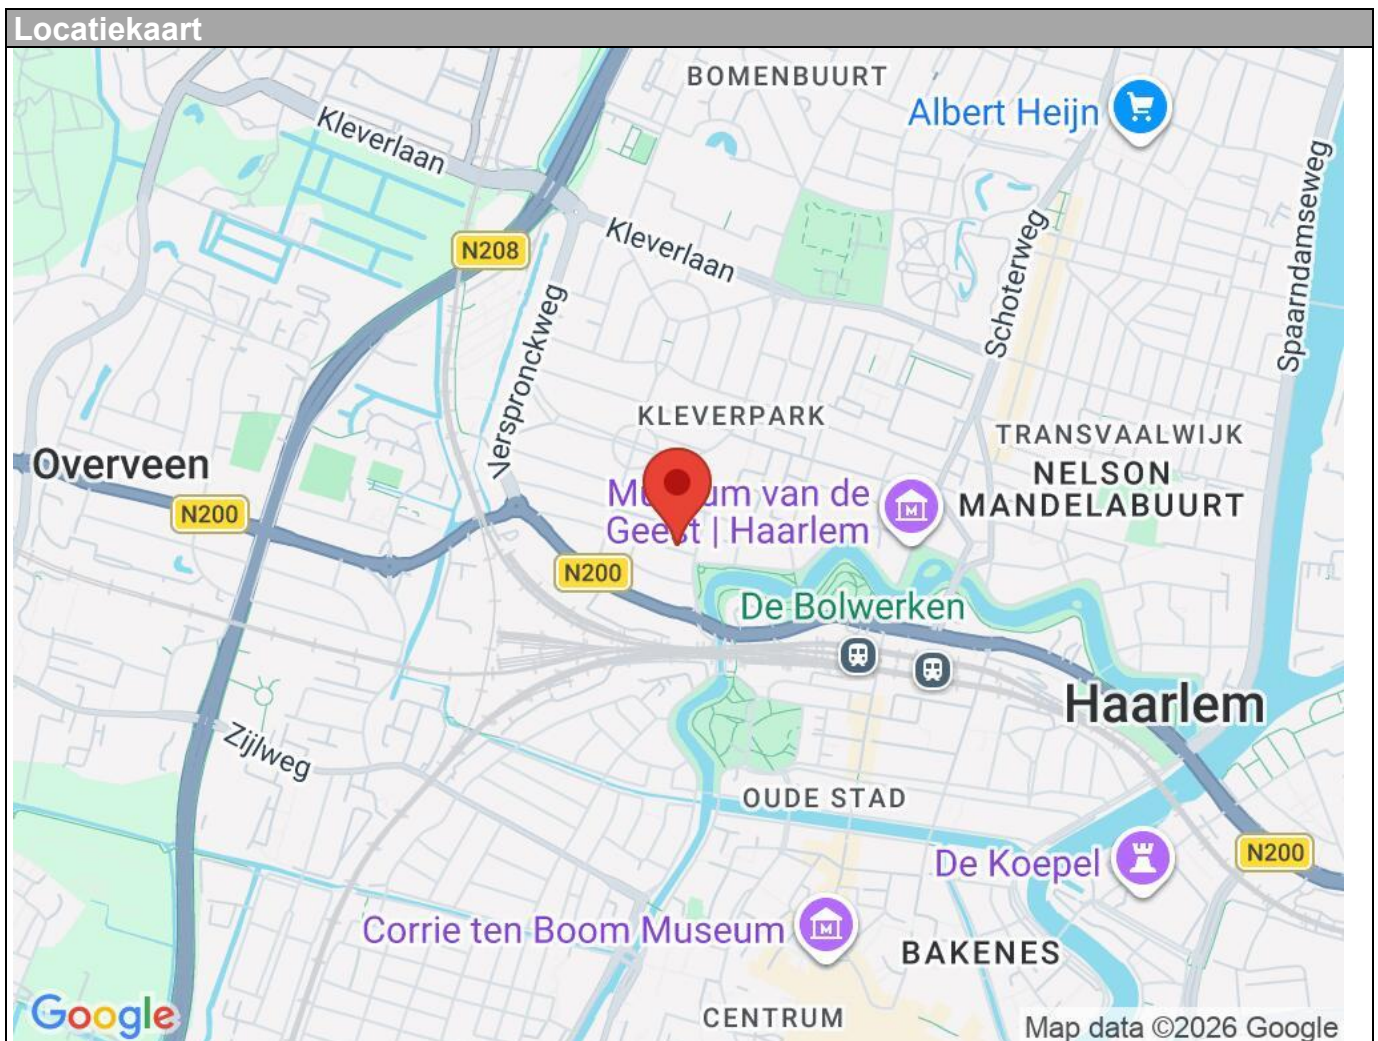 Locatiekaart
BOMENBUURT
Albert Heijn
Kleverlaan
Spaarndamseweg
N208
Kleverlaan
Schoterweg
Verspronckweg
KLEVERPARK
TRANSVAALWIJK
Overveen
NELSON
MANDELABUURT
van de
Haarlem
N200
N200
De Bolwerken
Haarlem
Zijlweg
OUDE STAD
N200
De Koepel
Corrie ten Boom Museum
BAKENES
Google
CENTRUM
Map data ©2026 Google